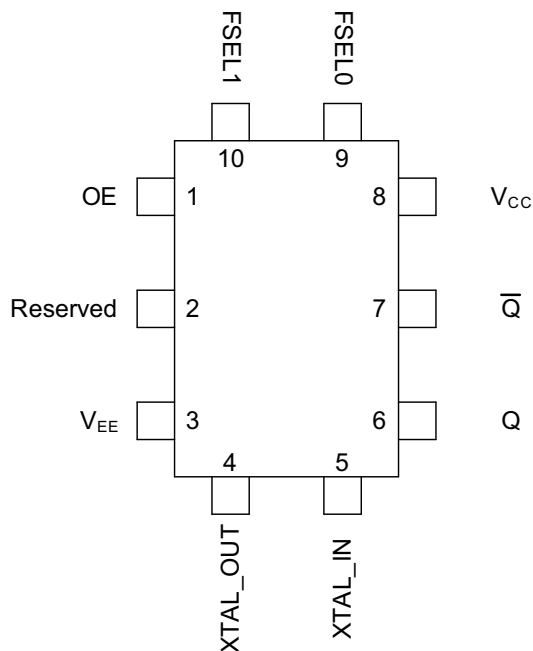 FSEL1 FSEL0
10 9
OE 1 8 VCC
Reserved 2 7 Q̅
VEE 3 6 Q
4 5
XTAL_OUT XTAL_IN